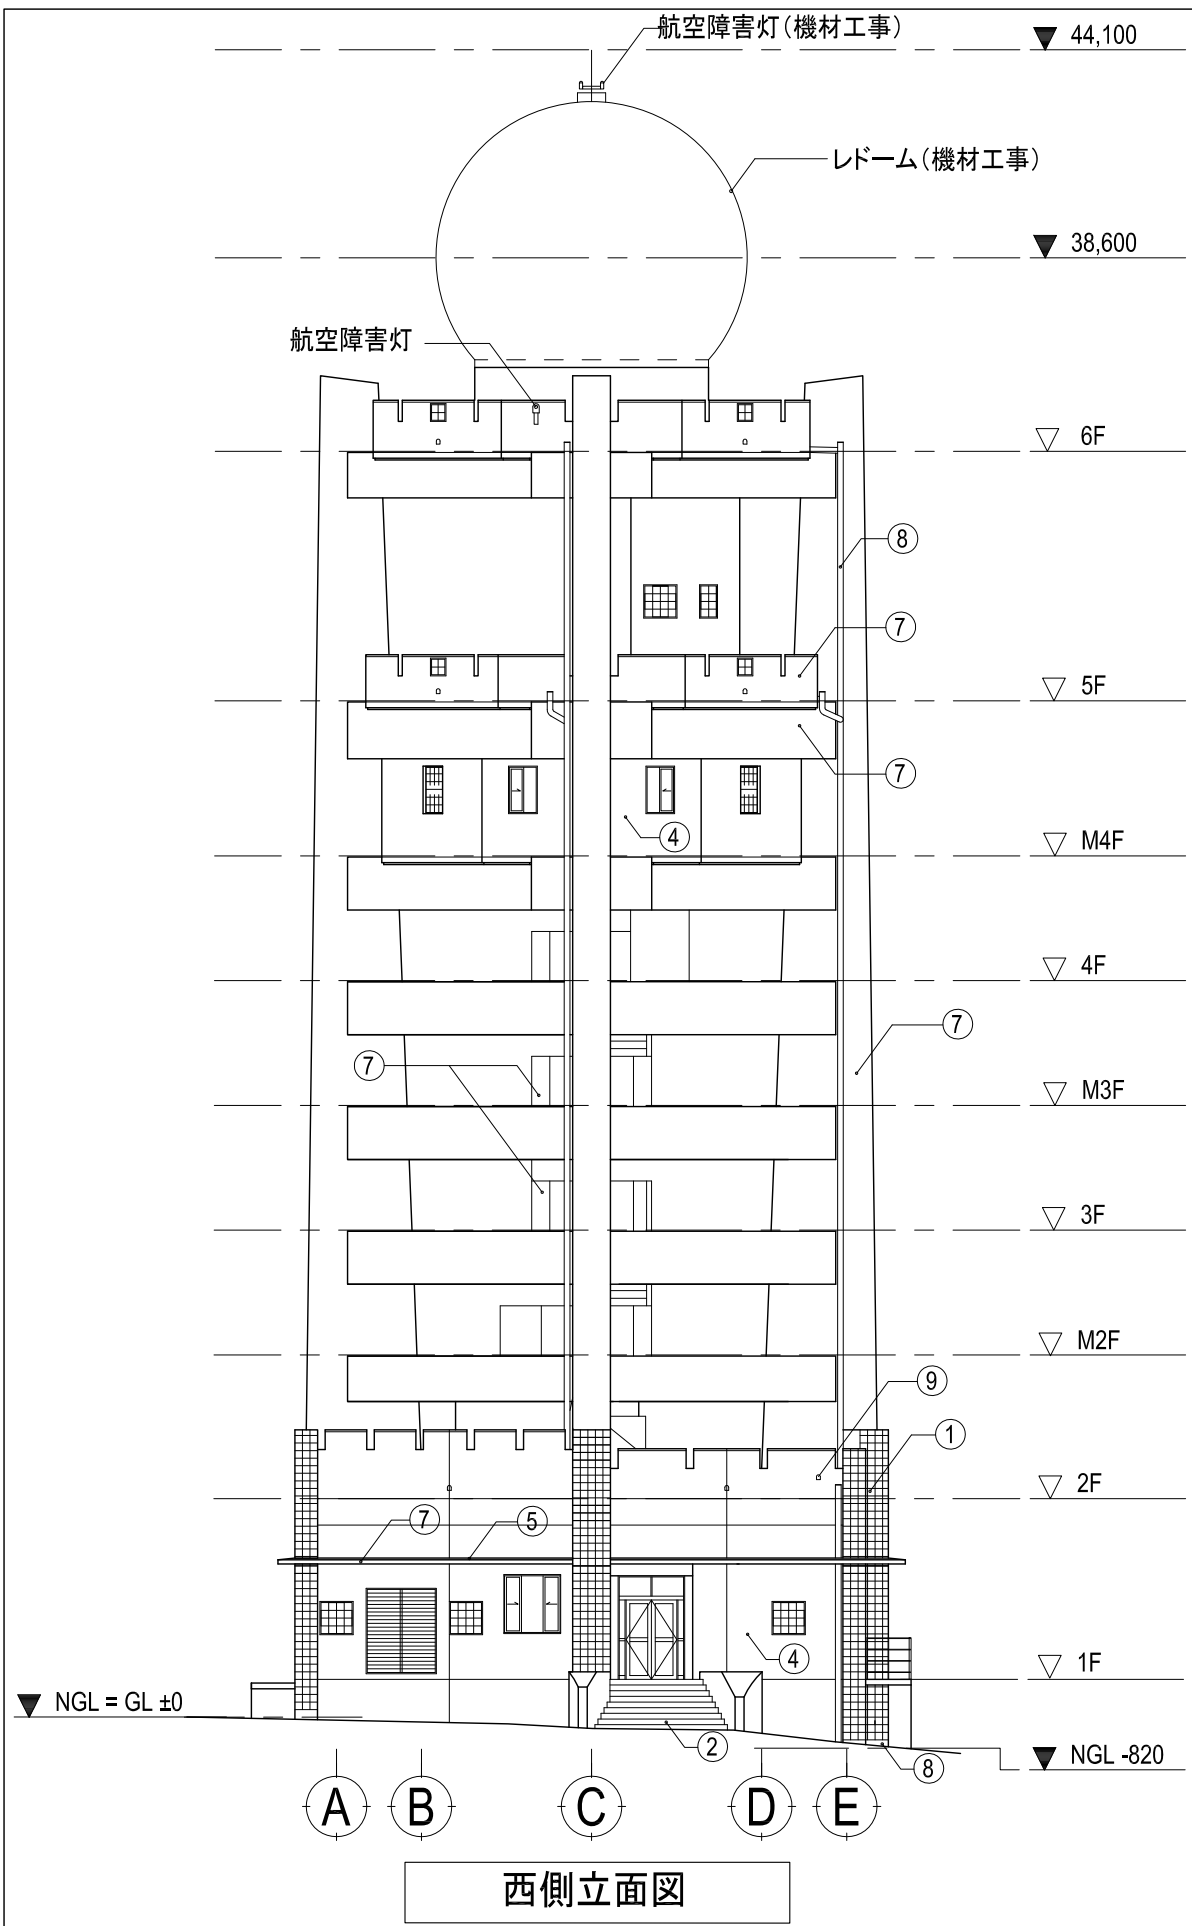 航空障害灯(機材工事)
44,100
レドーム(機材工事)
38,600
航空障害灯
6F
⑧
⑦
5F
⑦
④
M4F
4F
⑦
⑦
M3F
3F
M2F
⑨
①
2F
⑦
⑤
④
1F
NGL = GL ±0
②
⑧
NGL -820
A
B
C
D
E
西側立面図